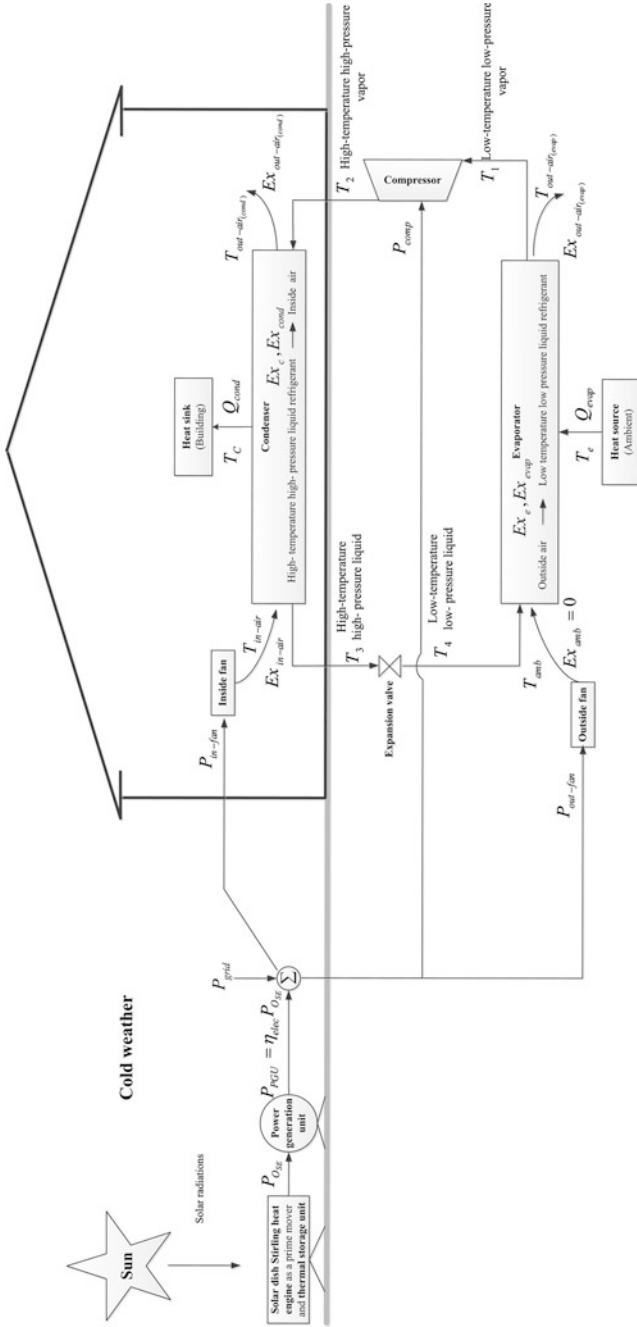 Cold weather
Sun
Solar radiations
Solar dish Stirling heat
engine as a prime mover
and thermal storage unit
P_{O_{SE}}
Power
generation
unit
P_{PGU} = η_{elec} P_{O_{SE}}
P_{grid}
Σ
P_{in-fan}
Inside fan
T_{in-air}
Ex_{in-air}
Heat sink
(Building)
T_C
Q_{cond}
Condenser
Ex_c, Ex_{cond}
High- temperature high- pressure liquid refrigerant → Inside air
T_{out-air_{(cond)}}
Ex_{out-air_{(cond)}}
High-temperature
T_3 high- pressure liquid
Expansion valve
Low-temperature
T_4 low- pressure liquid
T_2 High-temperature high-pressure
vapor
Compressor
P_{comp}
T_1 Low-temperature low-pressure
vapor
P_{out-fan}
Outside fan
T_{amb}
Ex_{amb} = 0
Ex_e, Ex_{evap}
Evaporator
Outside air → Low temperature low pressure liquid refrigerant
T_{out-air_{(evap)}}
Ex_{out-air_{(evap)}}
T_e
Q_{evap}
Heat source
(Ambient)